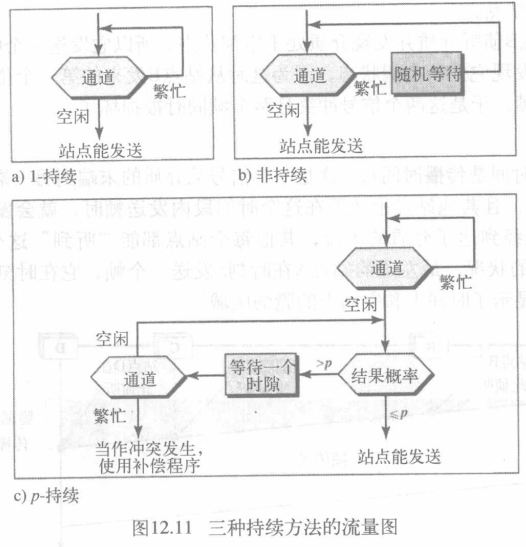 通道
繁忙
空闲
站点能发送
a) 1-持续
通道
繁忙
随机等待
空闲
站点能发送
b) 非持续
通道
繁忙
空闲
空闲
通道
等待一个
时隙
>p
结果概率
繁忙
≤p
当作冲突发生,
使用补偿程序
站点能发送
c) p-持续
图12.11 三种持续方法的流量图